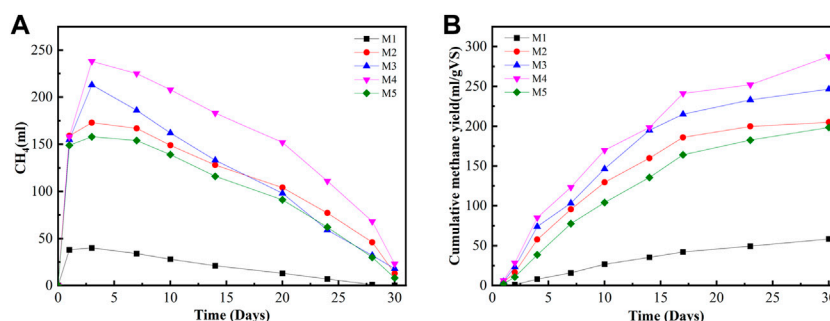 A
B
CH₄(ml)
250
200
150
100
50
0
0 5 10 15 20 25 30
Time (Days)
M1
M2
M3
M4
M5
Cumulative methane yield(ml/gVS)
300
250
200
150
100
50
0
0 5 10 15 20 25 30
Time (Days)
M1
M2
M3
M4
M5